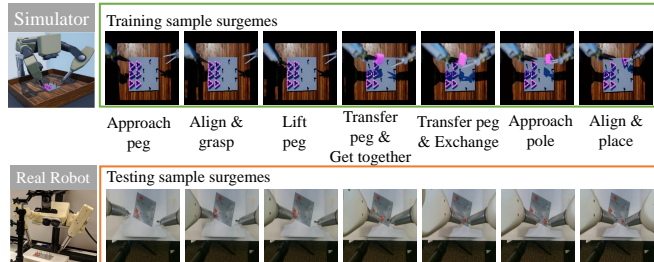 Simulator
Training sample surgemes
Approach
peg
Align &
grasp
Lift
peg
Transfer
peg &
Get together
Transfer peg
& Exchange
Approach
pole
Align &
place
Real Robot
Testing sample surgemes